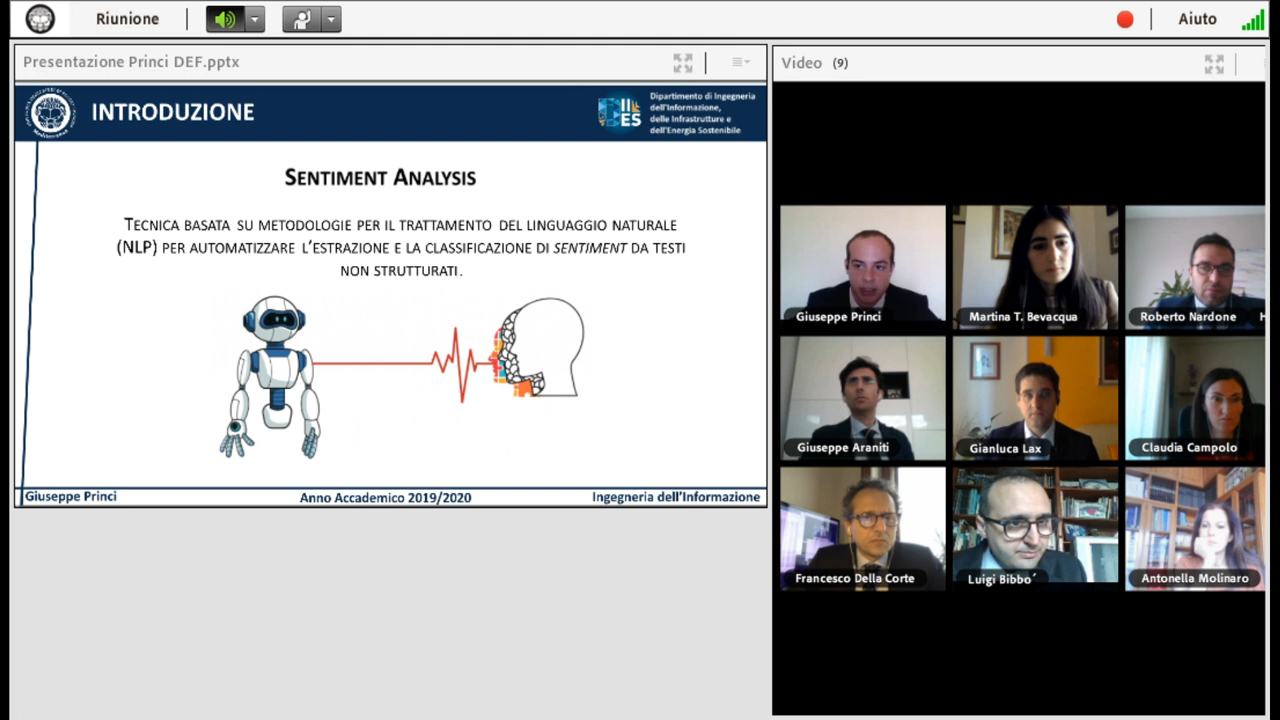 Riunione
Aiuto
Presentazione Princi DEF.pptx
INTRODUZIONE
DIIES
Dipartimento di Ingegneria
dell'Informazione,
delle Infrastrutture e
dell'Energia Sostenibile
SENTIMENT ANALYSIS
TECNICA BASATA SU METODOLOGIE PER IL TRATTAMENTO DEL LINGUAGGIO NATURALE
(NLP) PER AUTOMATIZZARE L'ESTRAZIONE E LA CLASSIFICAZIONE DI SENTIMENT DA TESTI
NON STRUTTURATI.
Giuseppe Princi
Anno Accademico 2019/2020
Ingegneria dell'Informazione
Video (9)
Giuseppe Princi
Martina T. Bevacqua
Roberto Nardone
Giuseppe Araniti
Gianluca Lax
Claudia Campolo
Francesco Della Corte
Luigi Bibbo´
Antonella Molinaro